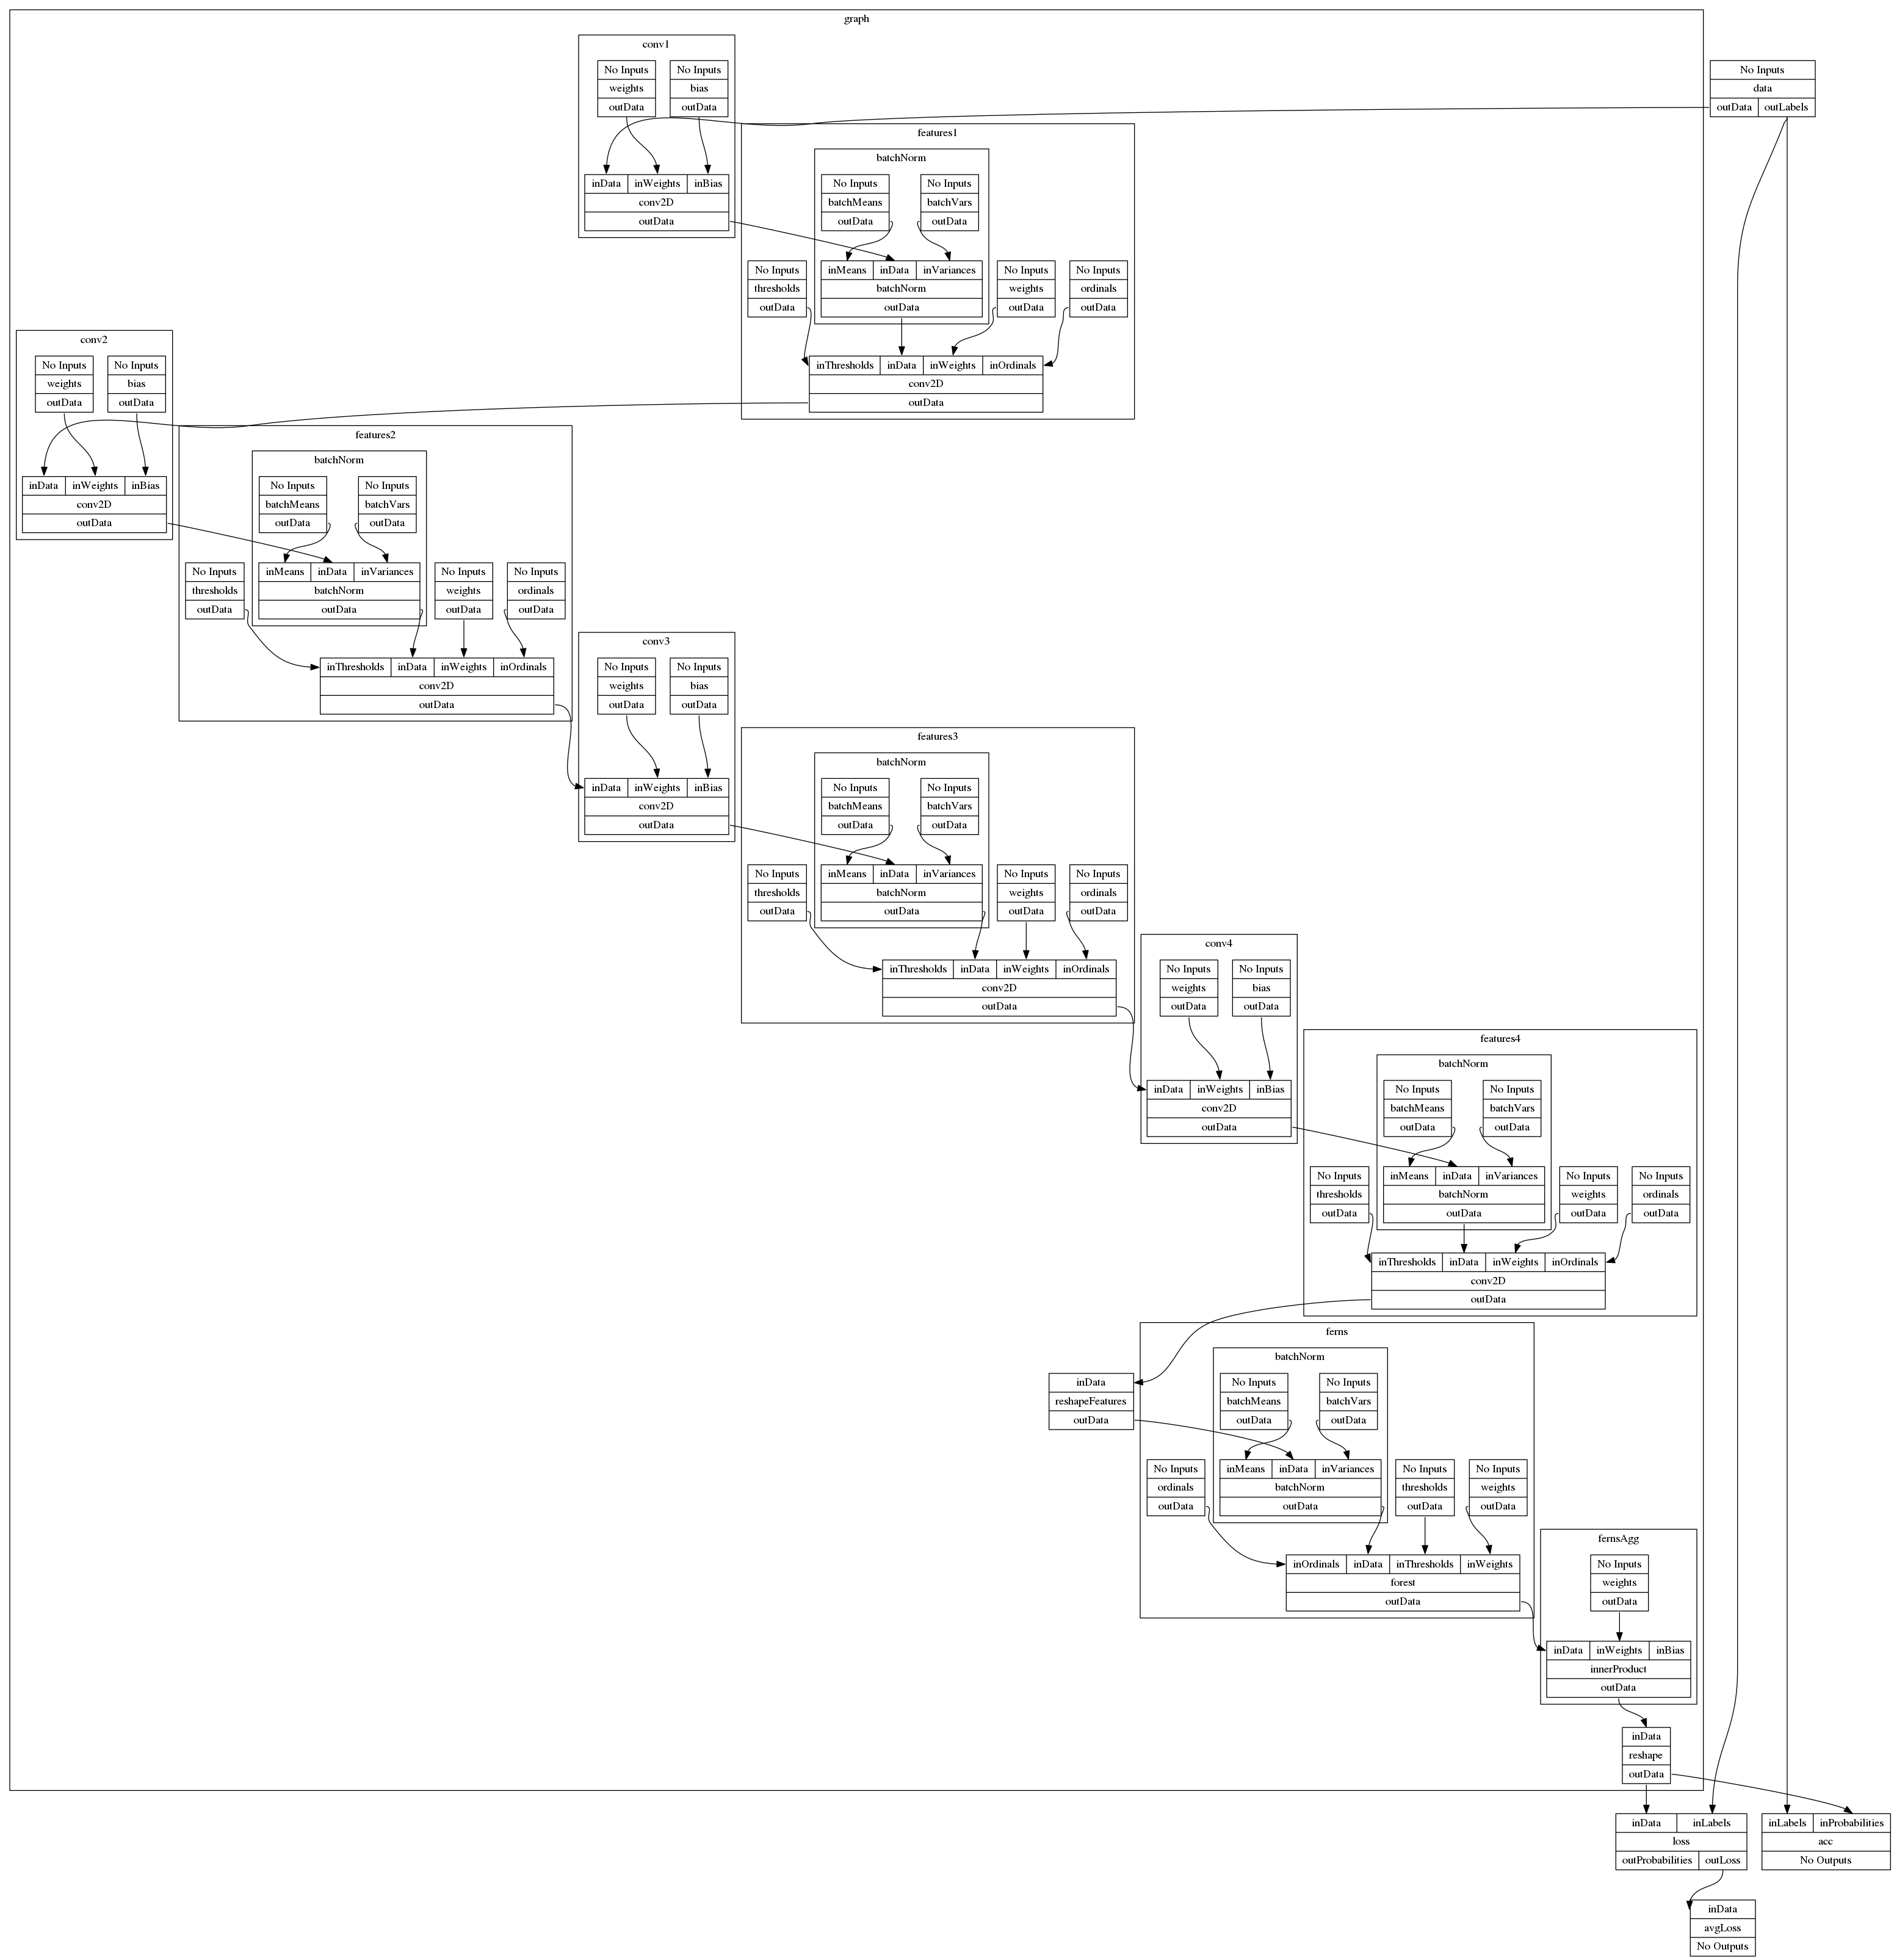 graph
conv1
No Inputs
weights
outData
No Inputs
bias
outData
inData inWeights inBias
conv2D
outData
No Inputs
data
outData outLabels
features1
batchNorm
No Inputs
batchMeans
outData
No Inputs
batchVars
outData
No Inputs
thresholds
outData
inMeans inData inVariances
batchNorm
outData
No Inputs
weights
outData
No Inputs
ordinals
outData
inThresholds inData inWeights inOrdinals
conv2D
outData
conv2
No Inputs
weights
outData
No Inputs
bias
outData
inData inWeights inBias
conv2D
outData
features2
batchNorm
No Inputs
batchMeans
outData
No Inputs
batchVars
outData
No Inputs
thresholds
outData
inMeans inData inVariances
batchNorm
outData
No Inputs
weights
outData
No Inputs
ordinals
outData
inThresholds inData inWeights inOrdinals
conv2D
outData
conv3
No Inputs
weights
outData
No Inputs
bias
outData
inData inWeights inBias
conv2D
outData
features3
batchNorm
No Inputs
batchMeans
outData
No Inputs
batchVars
outData
No Inputs
thresholds
outData
inMeans inData inVariances
batchNorm
outData
No Inputs
weights
outData
No Inputs
ordinals
outData
inThresholds inData inWeights inOrdinals
conv2D
outData
conv4
No Inputs
weights
outData
No Inputs
bias
outData
inData inWeights inBias
conv2D
outData
features4
batchNorm
No Inputs
batchMeans
outData
No Inputs
batchVars
outData
No Inputs
thresholds
outData
inMeans inData inVariances
batchNorm
outData
No Inputs
weights
outData
No Inputs
ordinals
outData
inThresholds inData inWeights inOrdinals
conv2D
outData
inData
reshapeFeatures
outData
ferns
batchNorm
No Inputs
batchMeans
outData
No Inputs
batchVars
outData
No Inputs
ordinals
outData
inMeans inData inVariances
batchNorm
outData
No Inputs
thresholds
outData
No Inputs
weights
outData
inOrdinals inData inThresholds inWeights
forest
outData
fernsAgg
No Inputs
weights
outData
inData inWeights inBias
innerProduct
outData
inData
reshape
outData
inData inLabels
loss
outProbabilities outLoss
inLabels inProbabilities
acc
No Outputs
inData
avgLoss
No Outputs